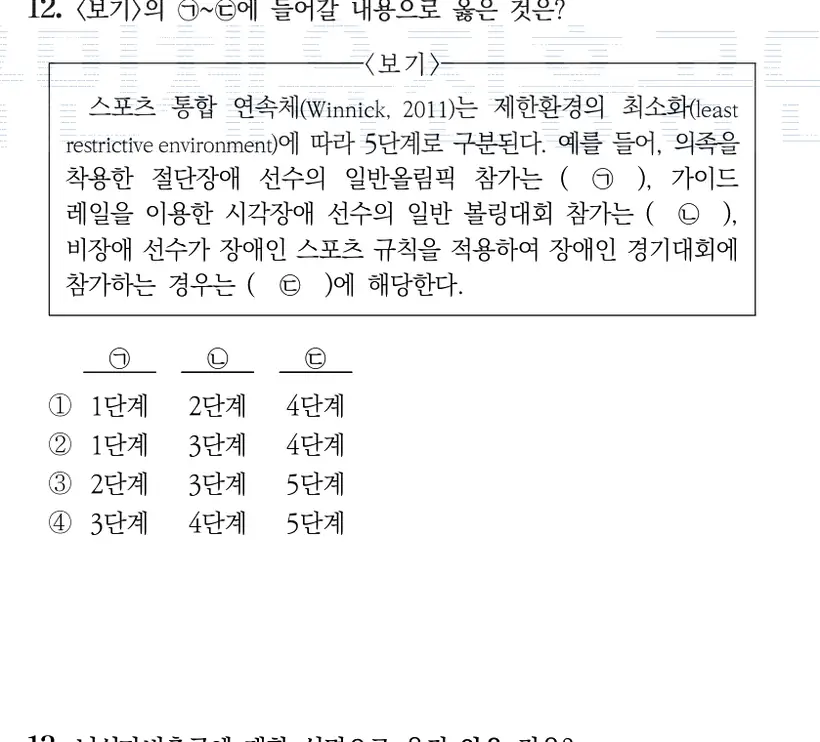 12. 〈보기〉의 ㉠~㉢에 들어갈 내용으로 옳은 것은?
〈보기〉
스포츠 통합 연속체(Winnick, 2011)는 제한환경의 최소화(least
restrictive environment)에 따라 5단계로 구분된다. 예를 들어, 의족을
착용한 절단장애 선수의 일반올림픽 참가는 ( ㉠ ), 가이드
레일을 이용한 시각장애 선수의 일반 볼링대회 참가는 ( ㉡ ),
비장애 선수가 장애인 스포츠 규칙을 적용하여 장애인 경기대회에
참가하는 경우는 ( ㉢ )에 해당한다.
㉠ ㉡ ㉢
① 1단계 2단계 4단계
② 1단계 3단계 4단계
③ 2단계 3단계 5단계
④ 3단계 4단계 5단계